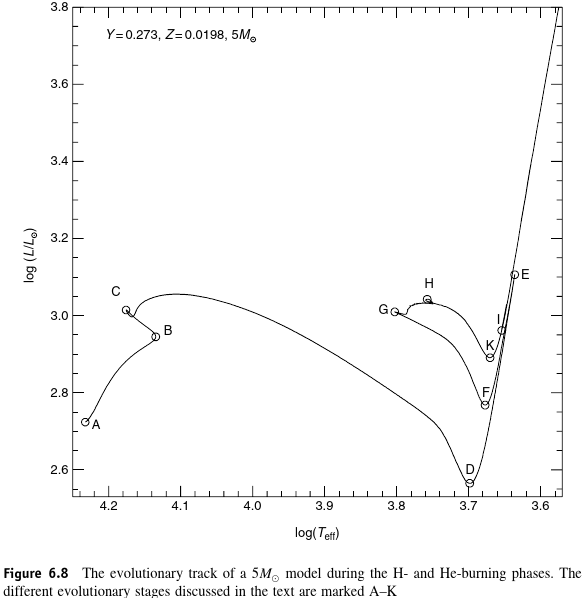 3.8
Y=0.273, Z=0.0198, 5M⊙
3.6
3.4
3.2
3.0
2.8
2.6
log (L/L⊙)
A
B
C
D
E
F
G
H
I
K
4.2 4.1 4.0 3.9 3.8 3.7 3.6
log(Teff)
Figure 6.8 The evolutionary track of a 5M⊙ model during the H- and He-burning phases. The
different evolutionary stages discussed in the text are marked A–K